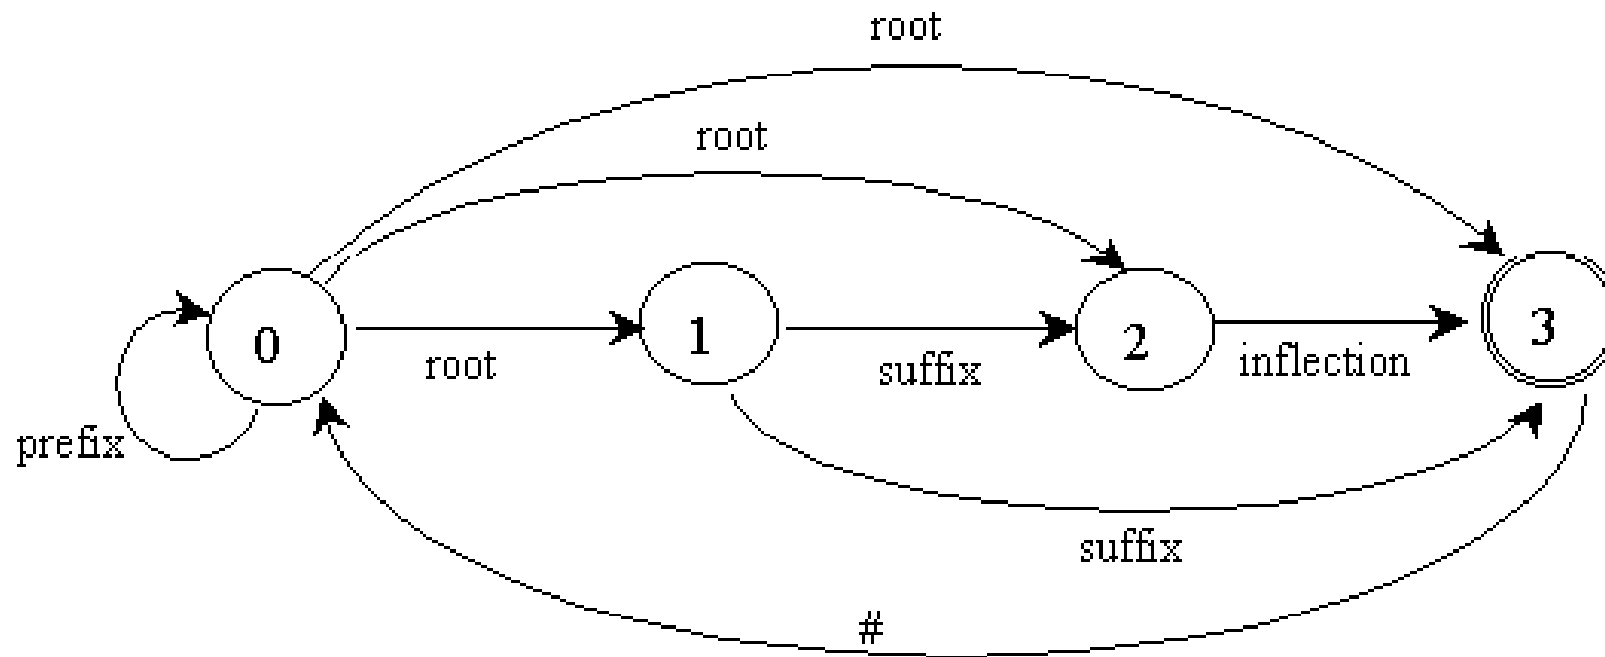 root
root
0
1
2
3
root
suffix
inflection
prefix
suffix
#